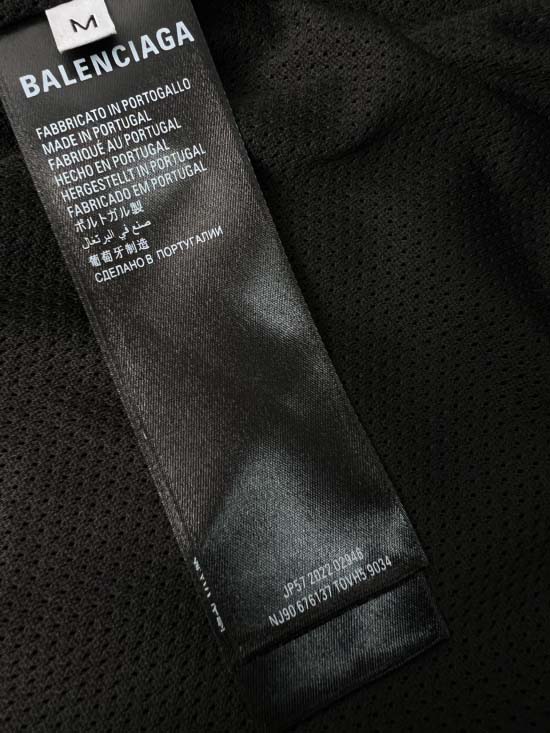 M
BALENCIAGA
FABBRICATO IN PORTOGALLO
MADE IN PORTUGAL
FABRIQUÉ AU PORTUGAL
HECHO EN PORTUGAL
HERGESTELLT IN PORTUGAL
FABRICADO EM PORTUGAL
ポルトガル製
صنع في البرتغال
葡萄牙制造
СДЕЛАНО В ПОРТУГАЛИИ
JP57 2022 02946
NJ90 676137 TOVH5 9034